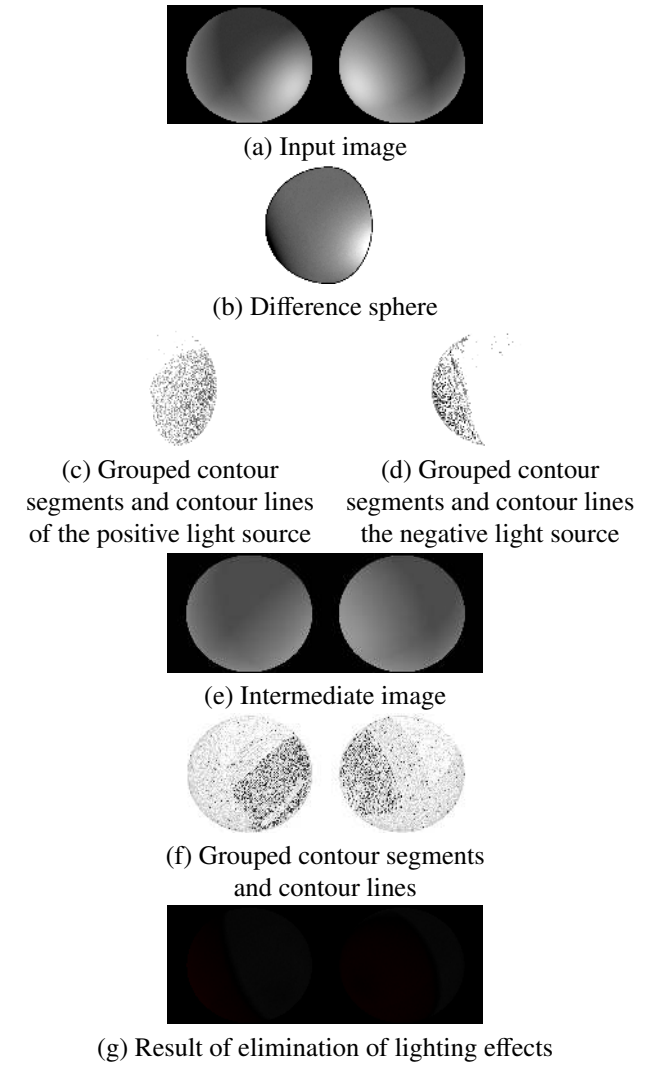 (a) Input image
(b) Difference sphere
(c) Grouped contour
segments and contour lines
of the positive light source
(d) Grouped contour
segments and contour lines
the negative light source
(e) Intermediate image
(f) Grouped contour segments
and contour lines
(g) Result of elimination of lighting effects